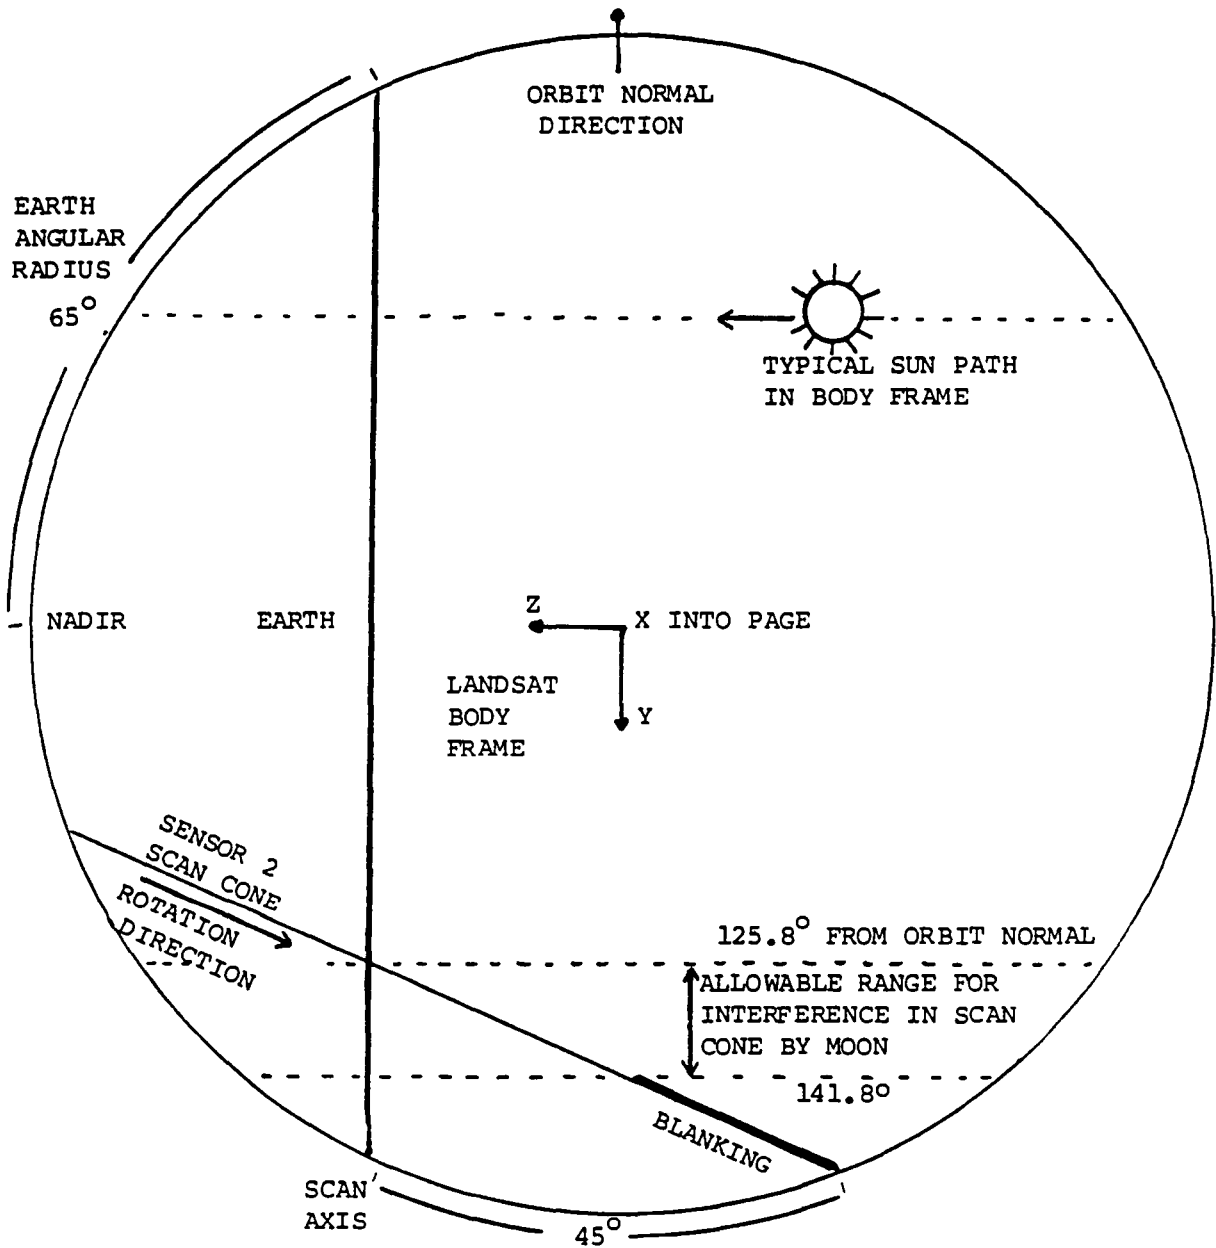 ORBIT NORMAL
DIRECTION
EARTH
ANGULAR
RADIUS
65°
TYPICAL SUN PATH
IN BODY FRAME
NADIR
EARTH
Z
X INTO PAGE
Y
LANDSAT
BODY
FRAME
SENSOR 2
SCAN CONE
ROTATION
DIRECTION
125.8° FROM ORBIT NORMAL
ALLOWABLE RANGE FOR
INTERFERENCE IN SCAN
CONE BY MOON
141.8°
BLANKING
SCAN
AXIS
45°